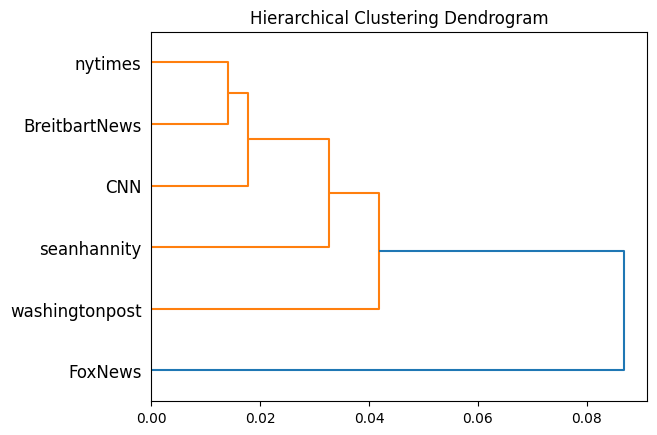 Hierarchical Clustering Dendrogram
nytimes
BreitbartNews
CNN
seanhannity
washingtonpost
FoxNews
0.00 0.02 0.04 0.06 0.08